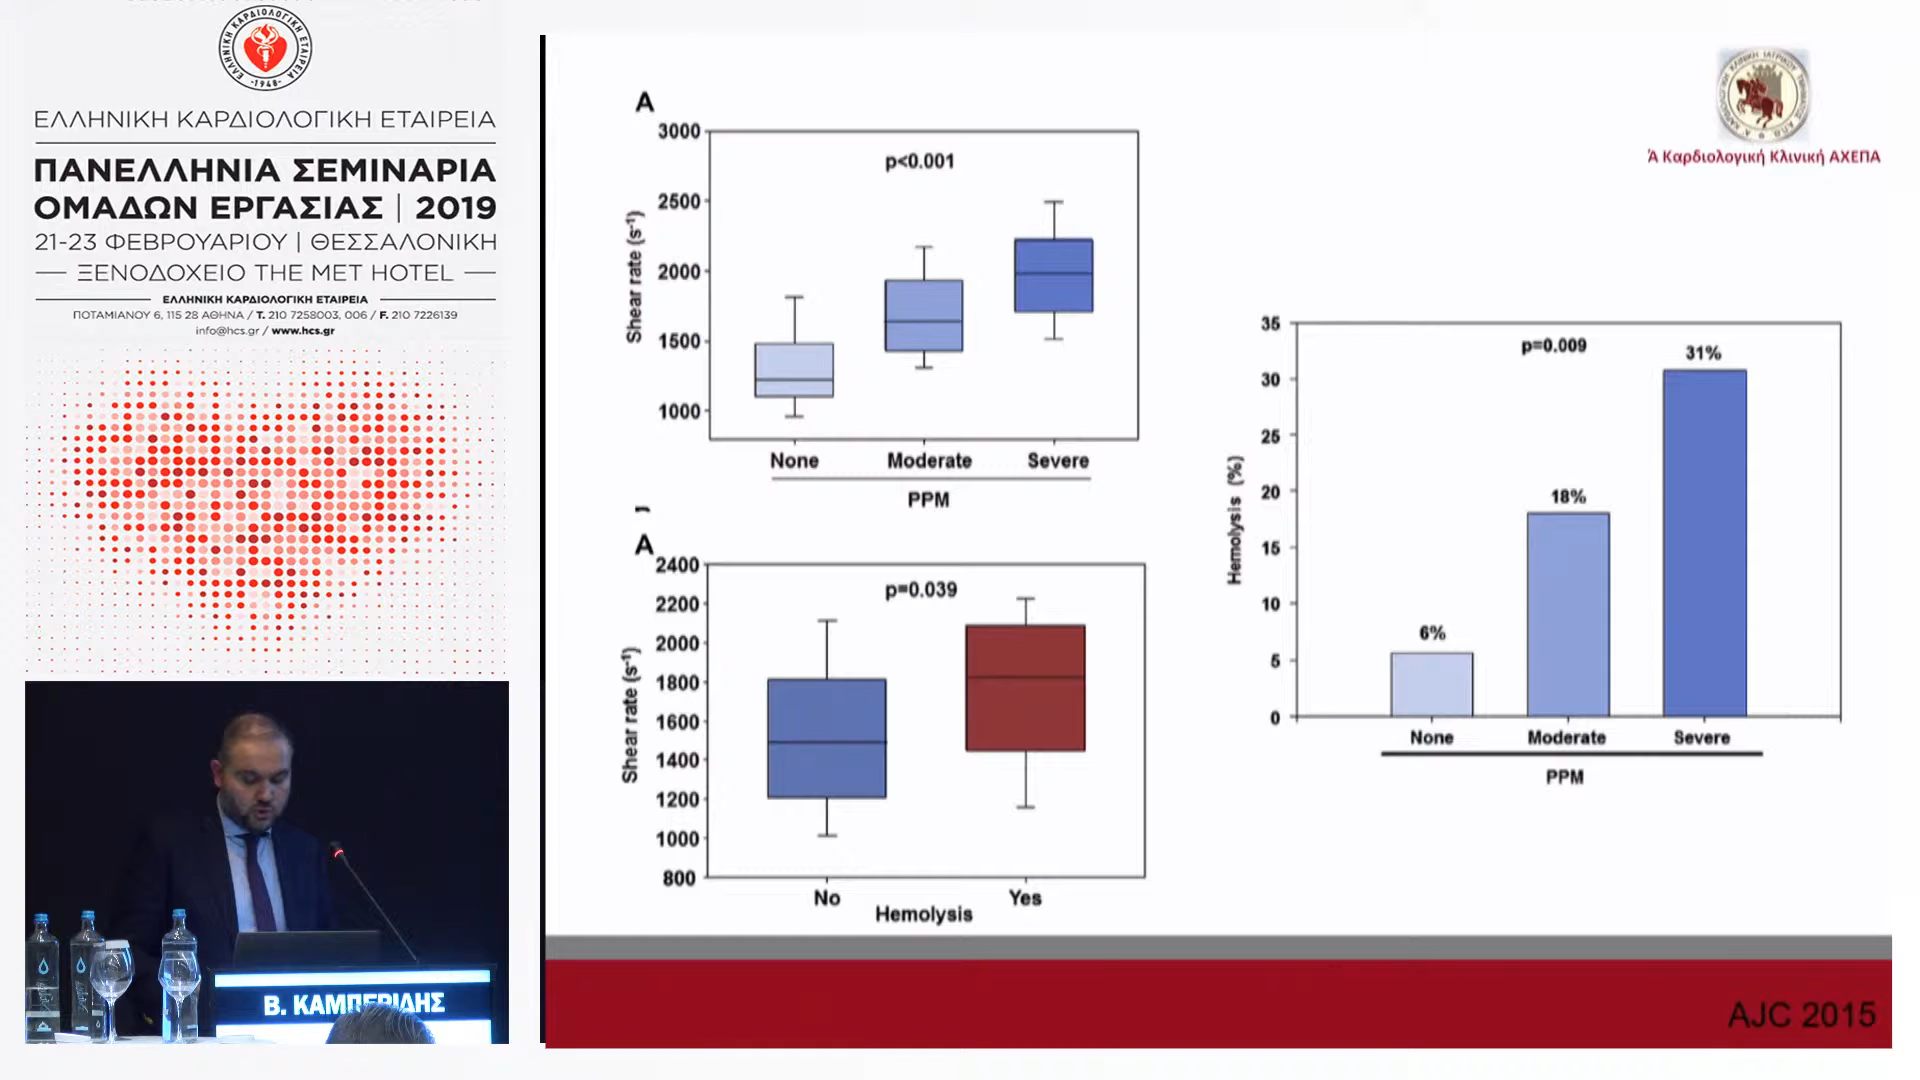 ΕΛΛΗΝΙΚΗ ΚΑΡΔΙΟΛΟΓΙΚΗ ΕΤΑΙΡΕΙΑ
-1948-
ΕΛΛΗΝΙΚΗ ΚΑΡΔΙΟΛΟΓΙΚΗ ΕΤΑΙΡΕΙΑ
ΠΑΝΕΛΛΗΝΙΑ ΣΕΜΙΝΑΡΙΑ
ΟΜΑΔΩΝ ΕΡΓΑΣΙΑΣ | 2019
21-23 ΦΕΒΡΟΥΑΡΙΟΥ | ΘΕΣΣΑΛΟΝΙΚΗ
ΞΕΝΟΔΟΧΕΙΟ THE MET HOTEL
ΕΛΛΗΝΙΚΗ ΚΑΡΔΙΟΛΟΓΙΚΗ ΕΤΑΙΡΕΙΑ
ΠΟΤΑΜΙΑΝΟΥ 6, 115 28 ΑΘΗΝΑ / T. 210 7258003, 006 / F. 210 7226139
info@hcs.gr / www.hcs.gr
Β. ΚΑΜΠΕΡΙΔΗΣ
A
3000
2500
2000
1500
1000
Shear rate (s-1)
p<0.001
None Moderate Severe
PPM
A
2400
2200
2000
1800
1600
1400
1200
1000
800
Shear rate (s-1)
p=0.039
No Yes
Hemolysis
Ά Καρδιολογική Κλινική ΑΧΕΠΑ
35
30
25
20
15
10
5
0
Hemolysis (%)
p=0.009
6%
18%
31%
None Moderate Severe
PPM
AJC 2015